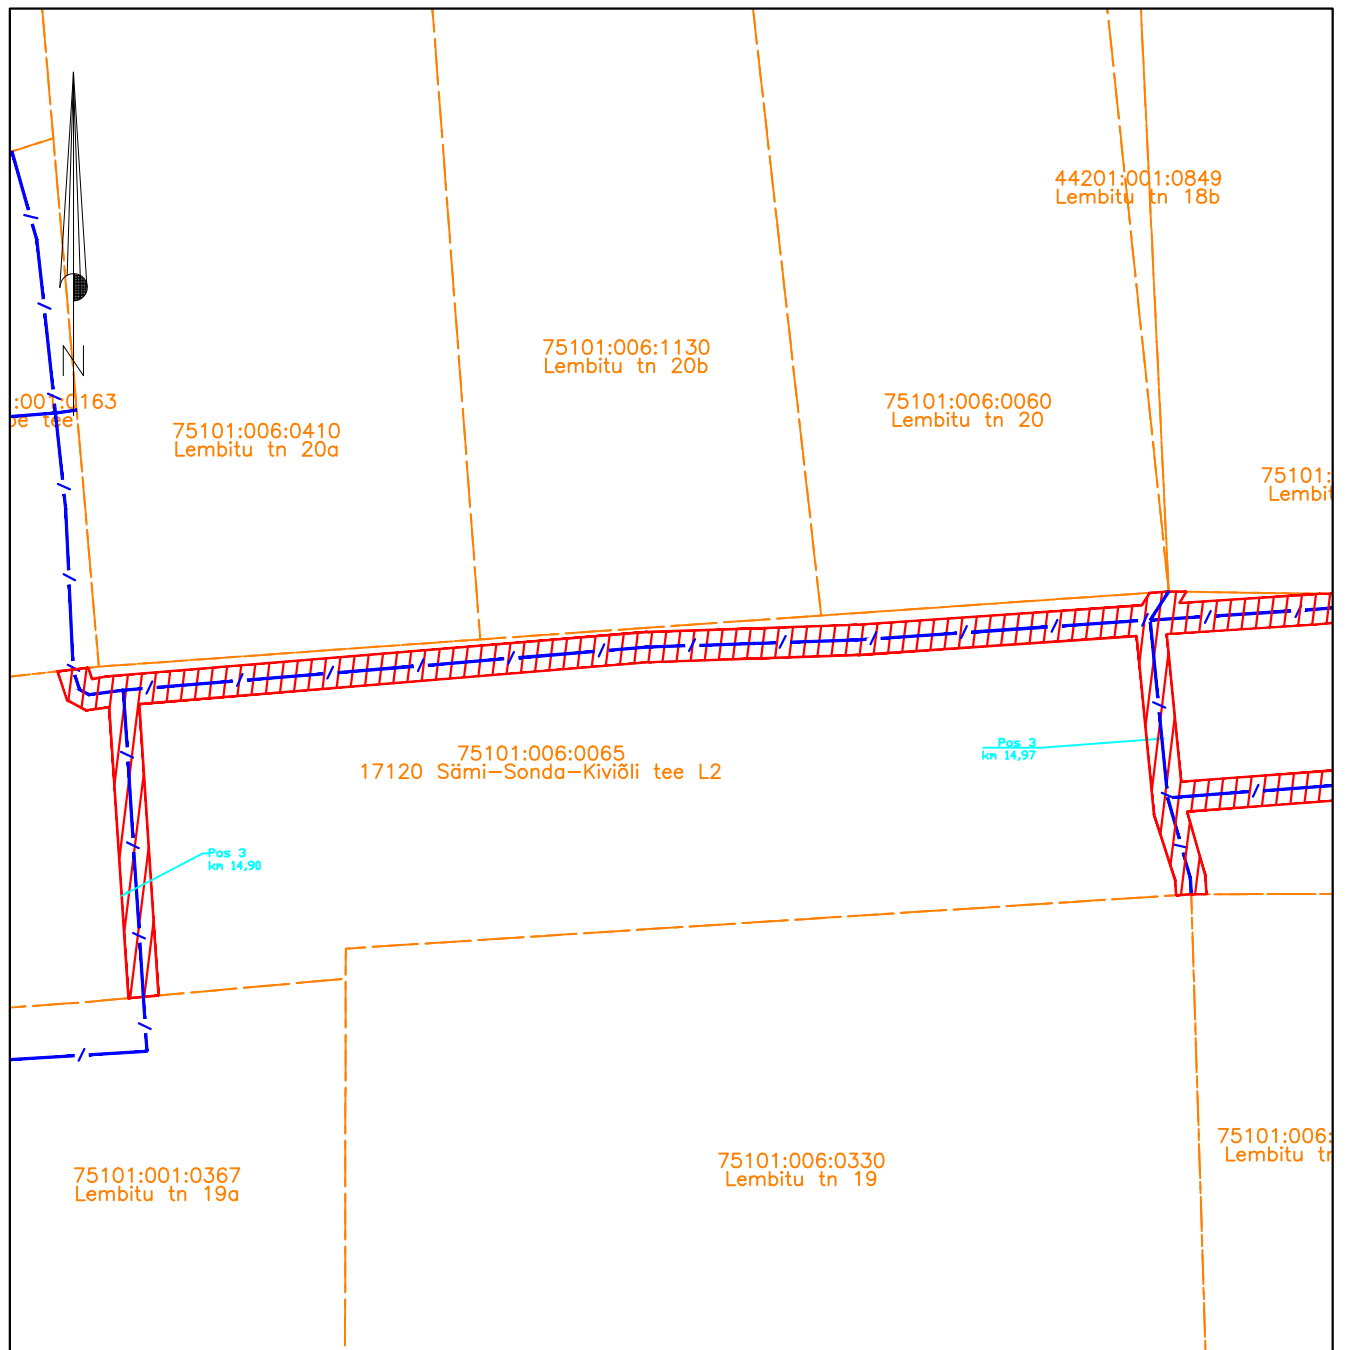 44201:001:0849
Lembitu tn 18b
75101:006:1130
Lembitu tn 20b
:001:0163
tee
75101:006:0060
Lembitu tn 20
75101:006:0410
Lembitu tn 20a
N
75101:
Lembit
75101:006:0065
17120 Sämi-Sonda-Kiviõli tee L2
Pos 3
km 14,97
Pos 3
km 14,90
75101:006:
Lembitu
75101:006:0330
Lembitu tn 19
75101:001:0367
Lembitu tn 19a